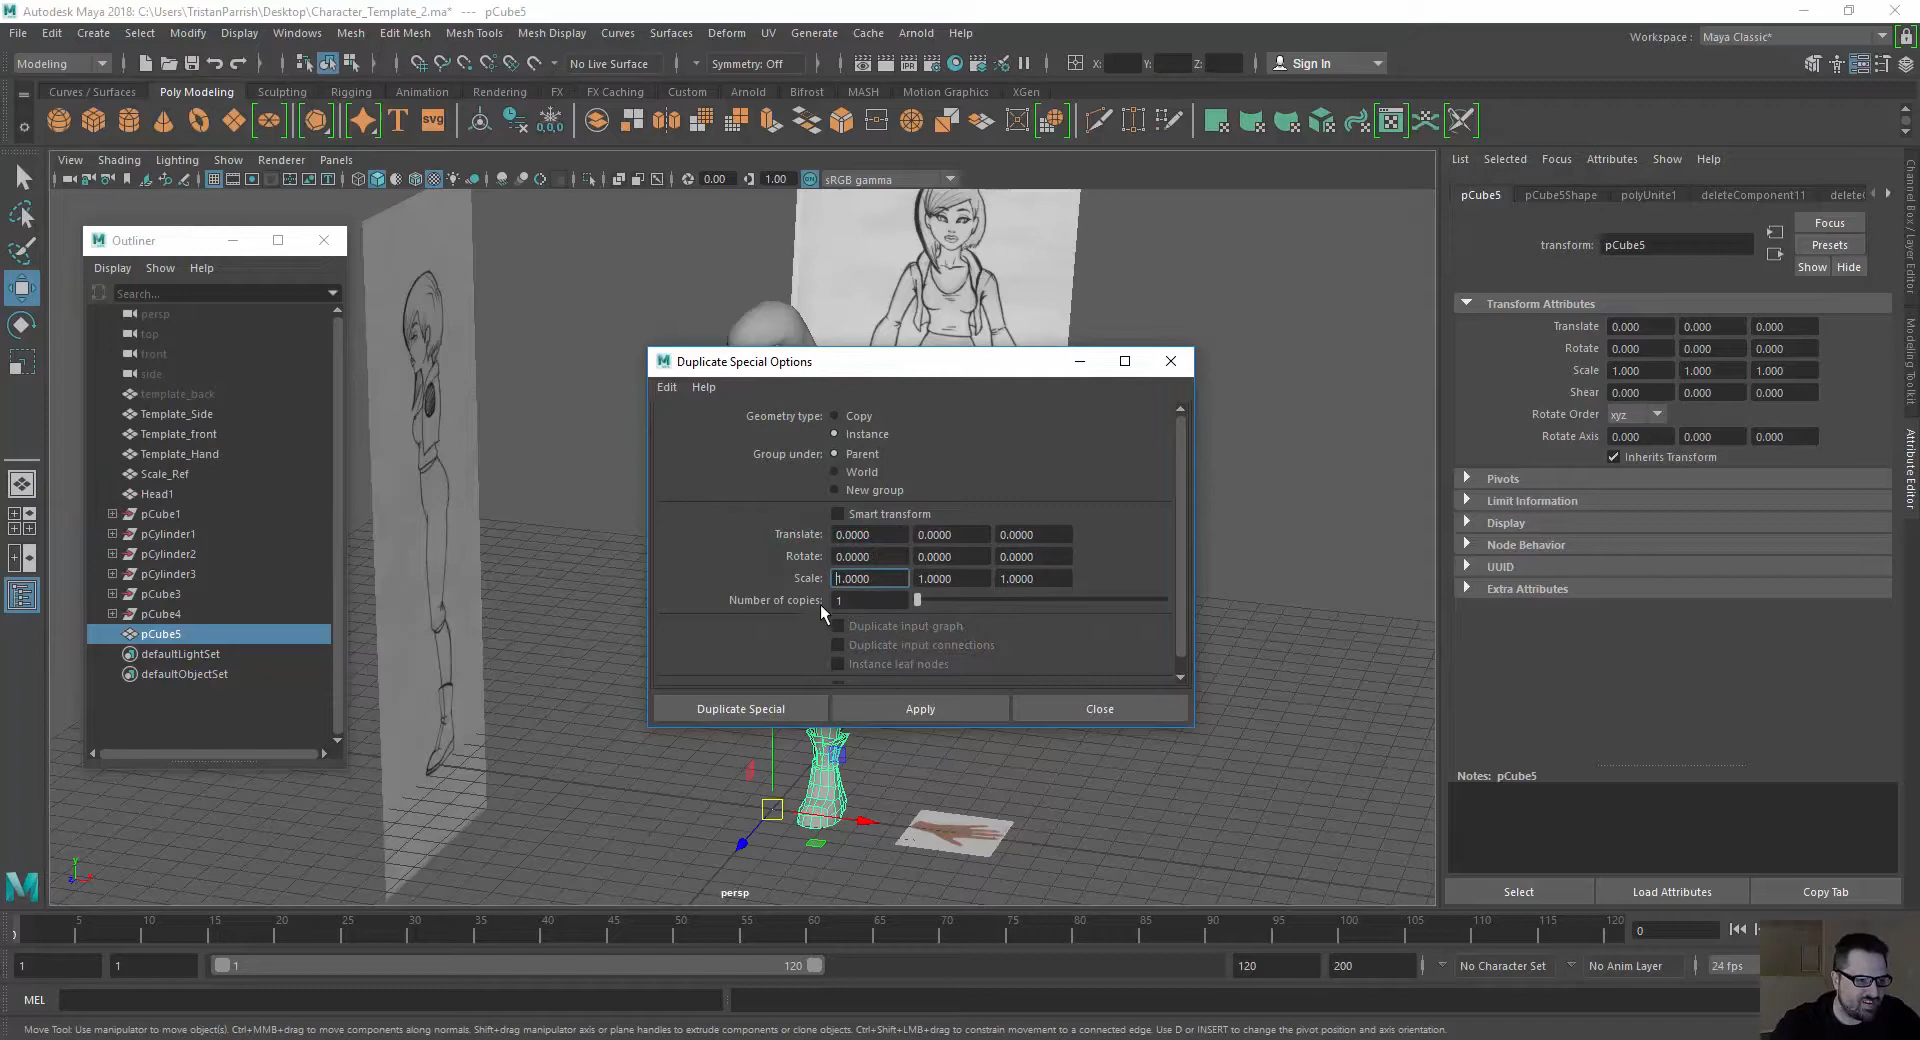 Autodesk Maya 2018: C:\Users\TristanParrish\Desktop\Character_Template_2.ma*   ---   pCube5
File Edit Create Select Modify Display Windows Mesh Edit Mesh Mesh Tools Mesh Display Curves Surfaces Deform UV Generate Cache Arnold Help
Workspace : Maya Classic*
Modeling No Live Surface Symmetry: Off X: Y: Z: Sign In
Curves / Surfaces Poly Modeling Sculpting Rigging Animation Rendering FX FX Caching Custom Arnold Bifrost MASH Motion Graphics XGen
T svg 0,0,0
View Shading Lighting Show Renderer Panels
0.00 1.00 sRGB gamma
List Selected Focus Attributes Show Help
pCube5 pCube5Shape polyUnite1 deleteComponent11
Focus
transform: pCube5 Presets
Show Hide
Transform Attributes
Translate 0.000 0.000 0.000
Rotate 0.000 0.000 0.000
Scale 1.000 1.000 1.000
Shear 0.000 0.000 0.000
Rotate Order xyz
Rotate Axis 0.000 0.000 0.000
Inherits Transform
Pivots
Limit Information
Display
Node Behavior
UUID
Extra Attributes
Notes: pCube5
Select Load Attributes Copy Tab
Channel Box / Layer Editor
Modeling Toolkit
Attribute Editor
Outliner
Display Show Help
Search...
persp
top
front
side
template_back
Template_Side
Template_front
Template_Hand
Scale_Ref
Head1
pCube1
pCylinder1
pCylinder2
pCylinder3
pCube3
pCube4
pCube5
defaultLightSet
defaultObjectSet
Duplicate Special Options
Edit Help
Geometry type: Copy
Instance
Group under: Parent
World
New group
Smart transform
Translate: 0.0000 0.0000 0.0000
Rotate: 0.0000 0.0000 0.0000
Scale: 1.0000 1.0000 1.0000
Number of copies: 1
Duplicate input graph
Duplicate input connections
Instance leaf nodes
Duplicate Special Apply Close
persp
5 10 15 20 25 30 35 40 45 50 55 60 65 70 75 80 85 90 95 100 105 110 115 120
0
1 1 1 120 120 200 No Character Set No Anim Layer 24 fps
MEL
Move Tool: Use manipulator to move object(s). Ctrl+MMB+drag to move components along normals. Shift+drag manipulator axis or plane handles to extrude components or clone objects. Ctrl+Shift+LMB+drag to constrain movement to a connected edge. Use D or INSERT to change the pivot position and axis orientation.